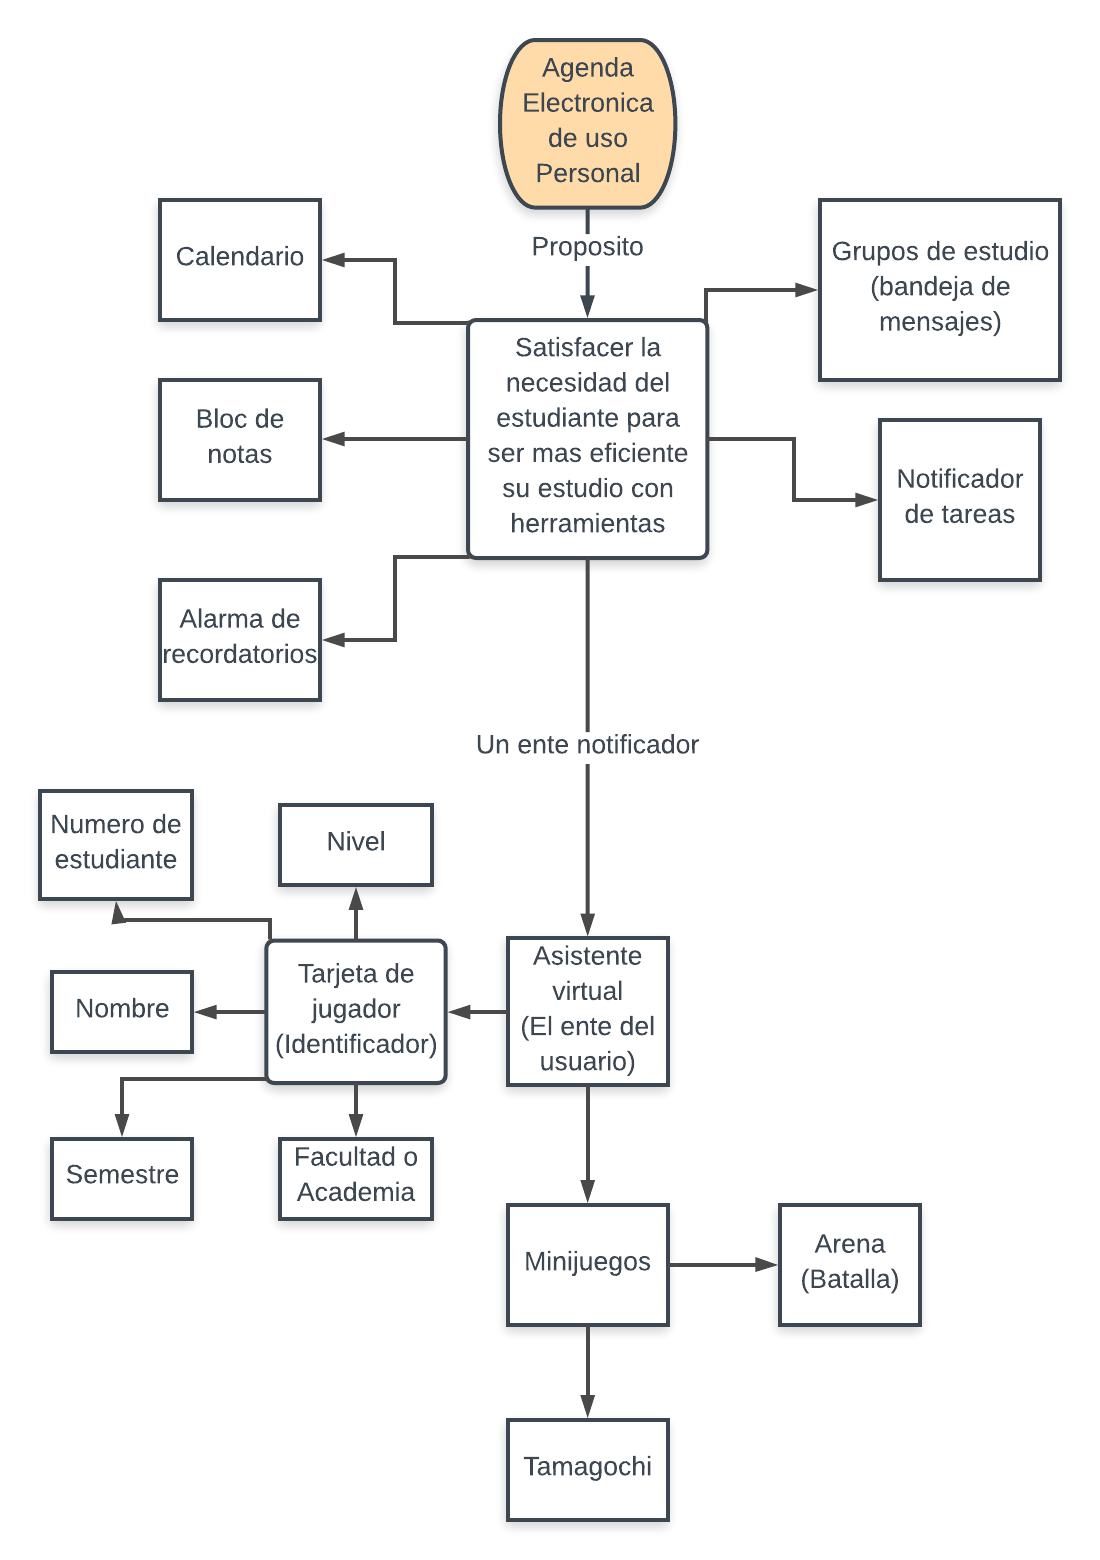 Agenda
Electronica
de uso
Personal
Proposito
Calendario
Grupos de estudio
(bandeja de
mensajes)
Satisfacer la
necesidad del
estudiante para
ser mas eficiente
su estudio con
herramientas
Bloc de
notas
Notificador
de tareas
Alarma de
recordatorios
Un ente notificador
Numero de
estudiante
Nivel
Asistente
virtual
(El ente del
usuario)
Tarjeta de
jugador
(Identificador)
Nombre
Semestre
Facultad o
Academia
Minijuegos
Arena
(Batalla)
Tamagochi